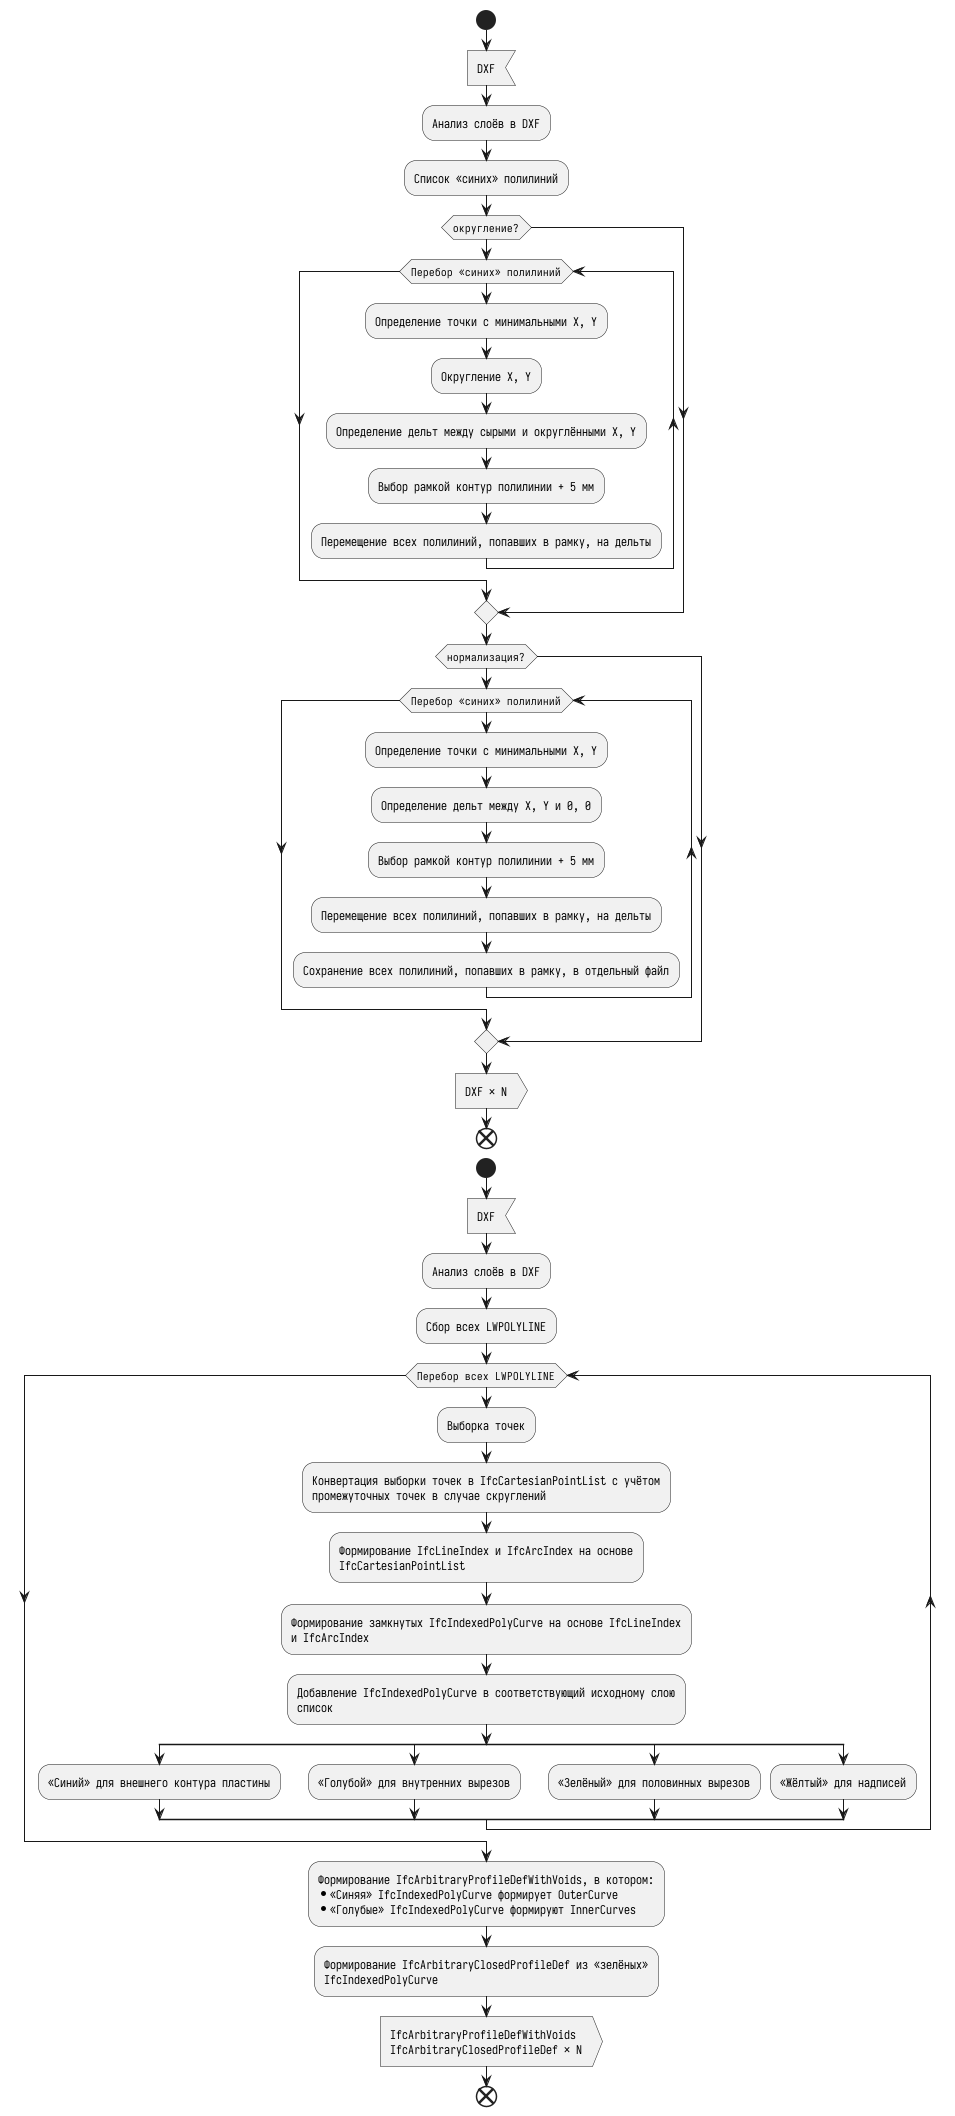 DXF
Анализ слоёв в DXF
Список «синих» полилиний
округление?
Перебор «синих» полилиний
Определение точки с минимальными X, Y
Округление X, Y
Определение дельт между сырыми и округлёнными X, Y
Выбор рамкой контур полилинии + 5 мм
Перемещение всех полилиний, попавших в рамку, на дельты
нормализация?
Перебор «синих» полилиний
Определение точки с минимальными X, Y
Определение дельт между X, Y и 0, 0
Выбор рамкой контур полилинии + 5 мм
Перемещение всех полилиний, попавших в рамку, на дельты
Сохранение всех полилиний, попавших в рамку, в отдельный файл
DXF × N
DXF
Анализ слоёв в DXF
Сбор всех LWPOLYLINE
Перебор всех LWPOLYLINE
Выборка точек
Конвертация выборки точек в IfcCartesianPointList с учётом
промежуточных точек в случае скруглений
Формирование IfcLineIndex и IfcArcIndex на основе
IfcCartesianPointList
Формирование замкнутых IfcIndexedPolyCurve на основе IfcLineIndex
и IfcArcIndex
Добавление IfcIndexedPolyCurve в соответствующий исходному слою
список
«Синий» для внешнего контура пластины
«Голубой» для внутренних вырезов
«Зелёный» для половинных вырезов
«Жёлтый» для надписей
Формирование IfcArbitraryProfileDefWithVoids, в котором:
• «Синяя» IfcIndexedPolyCurve формирует OuterCurve
• «Голубые» IfcIndexedPolyCurve формируют InnerCurves
Формирование IfcArbitraryClosedProfileDef из «зелёных»
IfcIndexedPolyCurve
IfcArbitraryProfileDefWithVoids
IfcArbitraryClosedProfileDef × N